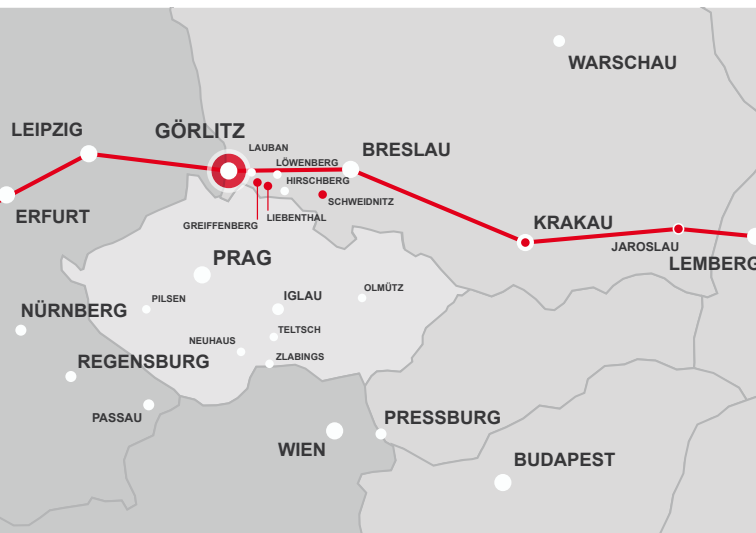 WARSCHAU
LEIPZIG
GÖRLITZ
LAUBAN
BRESLAU
LÖWENBERG
HIRSCHBERG
SCHWEIDNITZ
ERFURT
GREIFFENBERG
LIEBENTHAL
KRAKAU
JAROSLAU
LEMBERG
PRAG
NÜRNBERG
PILSEN
IGLAU
OLMÜTZ
NEUHAUS
TELTSCH
REGENSBURG
ZLABINGS
PASSAU
WIEN
PRESSBURG
BUDAPEST